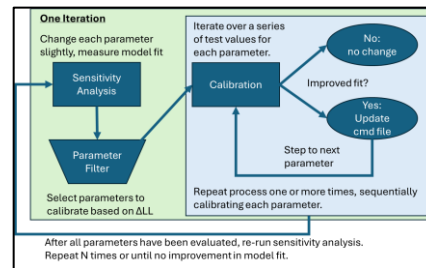 One Iteration
Change each parameter
slightly, measure model fit
Sensitivity
Analysis
Parameter
Filter
Select parameters to
calibrate based on ΔLL
Iterate over a series
of test values for
each parameter.
Calibration
No:
no change
Improved fit?
Yes:
Update
cmd file
Step to next
parameter
Repeat process one or more times, sequentially
calibrating each parameter.
After all parameters have been evaluated, re-run sensitivity analysis.
Repeat N times or until no improvement in model fit.